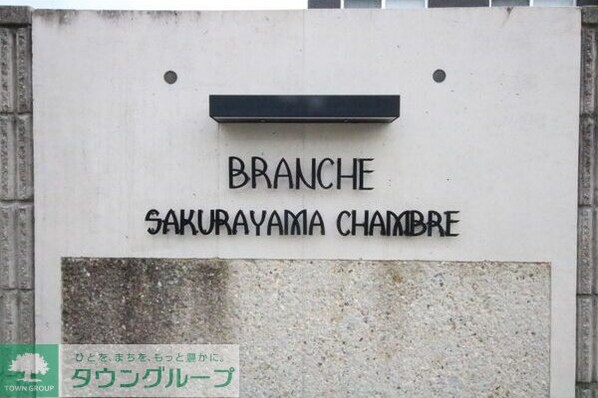 BRANCHE
SAKURAYAMA CHAMBRE
ひとを、まちを、もっと豊かに。
タウングループ
TOWN GROUP